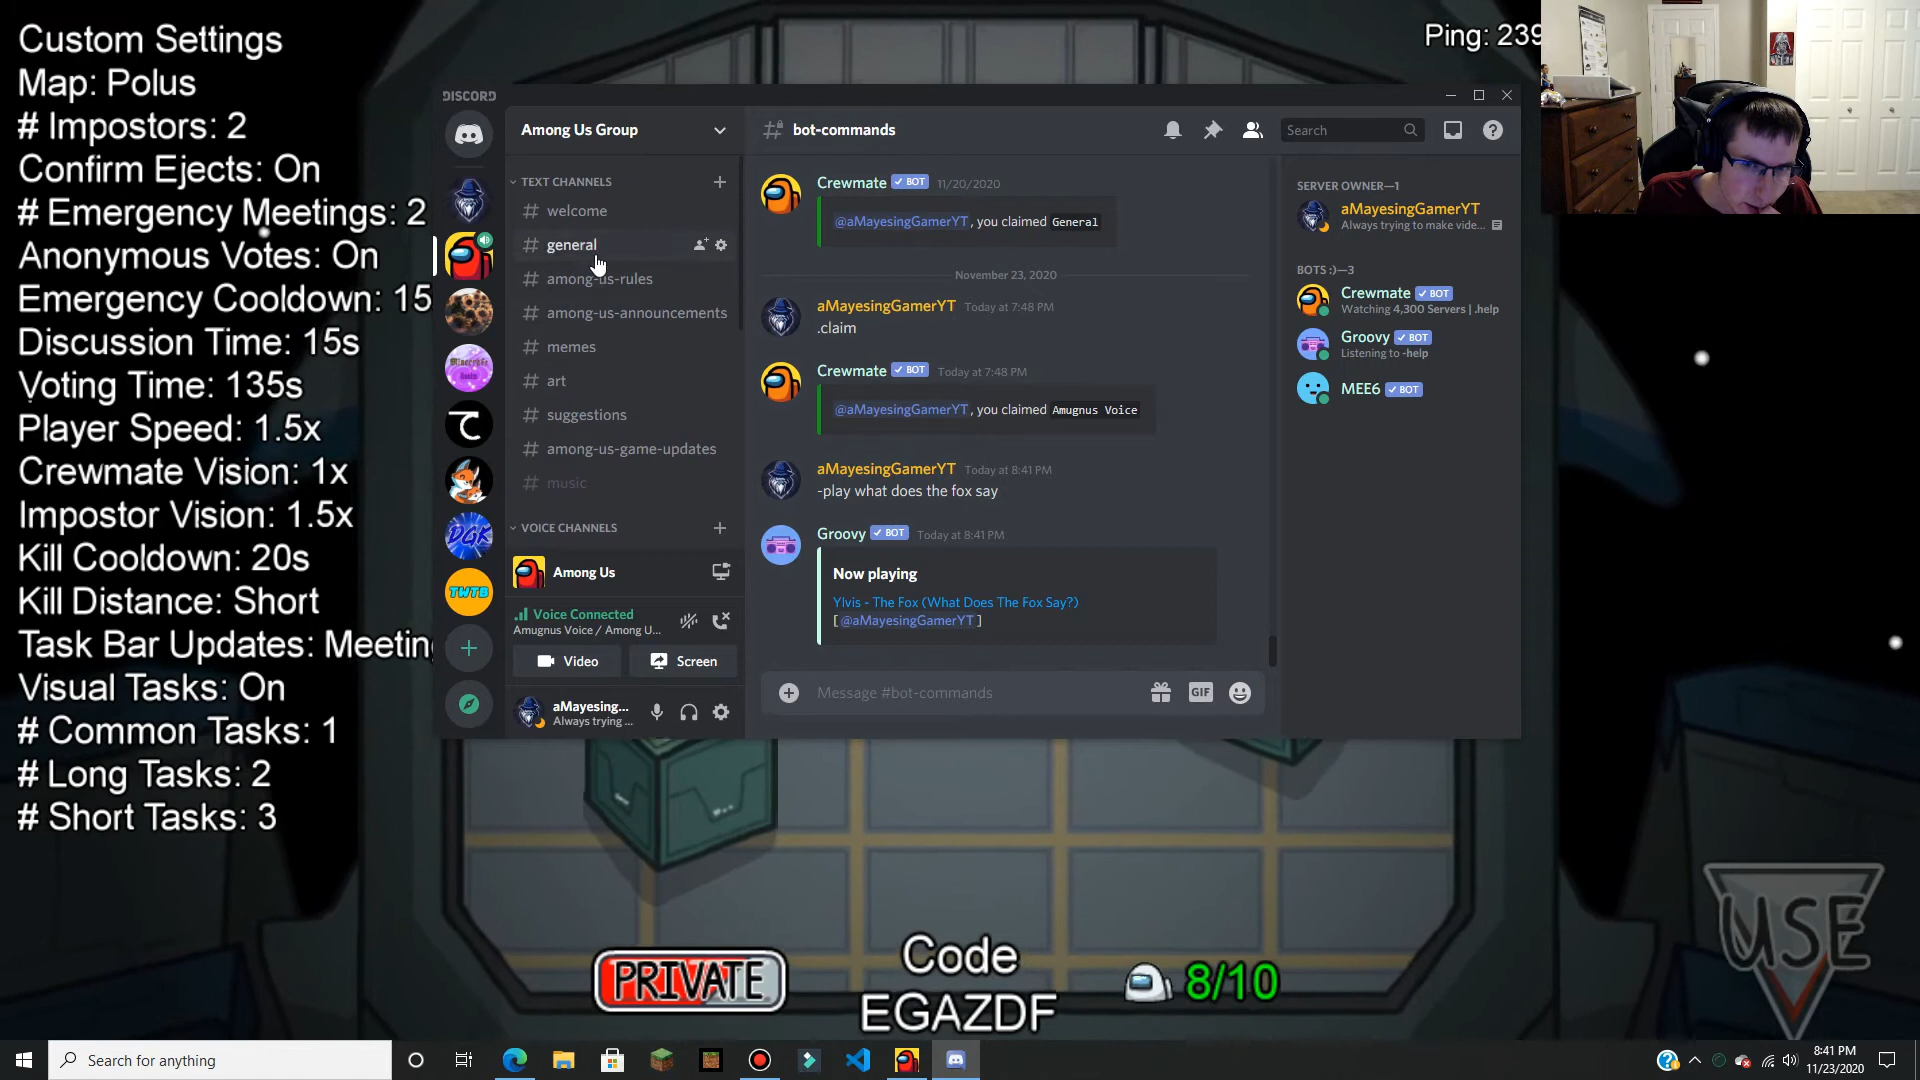 Custom Settings
Map: Polus
# Impostors: 2
Confirm Ejects: On
# Emergency Meetings: 2
Anonymous Votes: On
Emergency Cooldown: 15
Discussion Time: 15s
Voting Time: 135s
Player Speed: 1.5x
Crewmate Vision: 1x
Impostor Vision: 1.5x
Kill Cooldown: 20s
Kill Distance: Short
Task Bar Updates: Meeting
Visual Tasks: On
# Common Tasks: 1
# Long Tasks: 2
# Short Tasks: 3
Ping: 239
DISCORD
TWTB
DGK
Among Us Group
TEXT CHANNELS
welcome
general
among-us-rules
among-us-announcements
memes
art
suggestions
among-us-game-updates
music
VOICE CHANNELS
Among Us
Voice Connected
Amugnus Voice / Among U...
Video
Screen
aMayesing...
Always trying ...
bot-commands
Search
Crewmate BOT 11/20/2020
@aMayesingGamerYT, you claimed General
November 23, 2020
aMayesingGamerYT Today at 7:48 PM
.claim
Crewmate BOT Today at 7:48 PM
@aMayesingGamerYT, you claimed Amugnus Voice
aMayesingGamerYT Today at 8:41 PM
-play what does the fox say
Groovy BOT Today at 8:41 PM
Now playing
Ylvis - The Fox (What Does The Fox Say?)
[@aMayesingGamerYT]
Message #bot-commands
GIF
SERVER OWNER—1
aMayesingGamerYT
Always trying to make vide...
BOTS :)—3
Crewmate BOT
Watching 4,300 Servers | .help
Groovy BOT
Listening to -help
MEE6 BOT
PRIVATE
Code
EGAZDF
8/10
USE
Search for anything
8:41 PM
11/23/2020